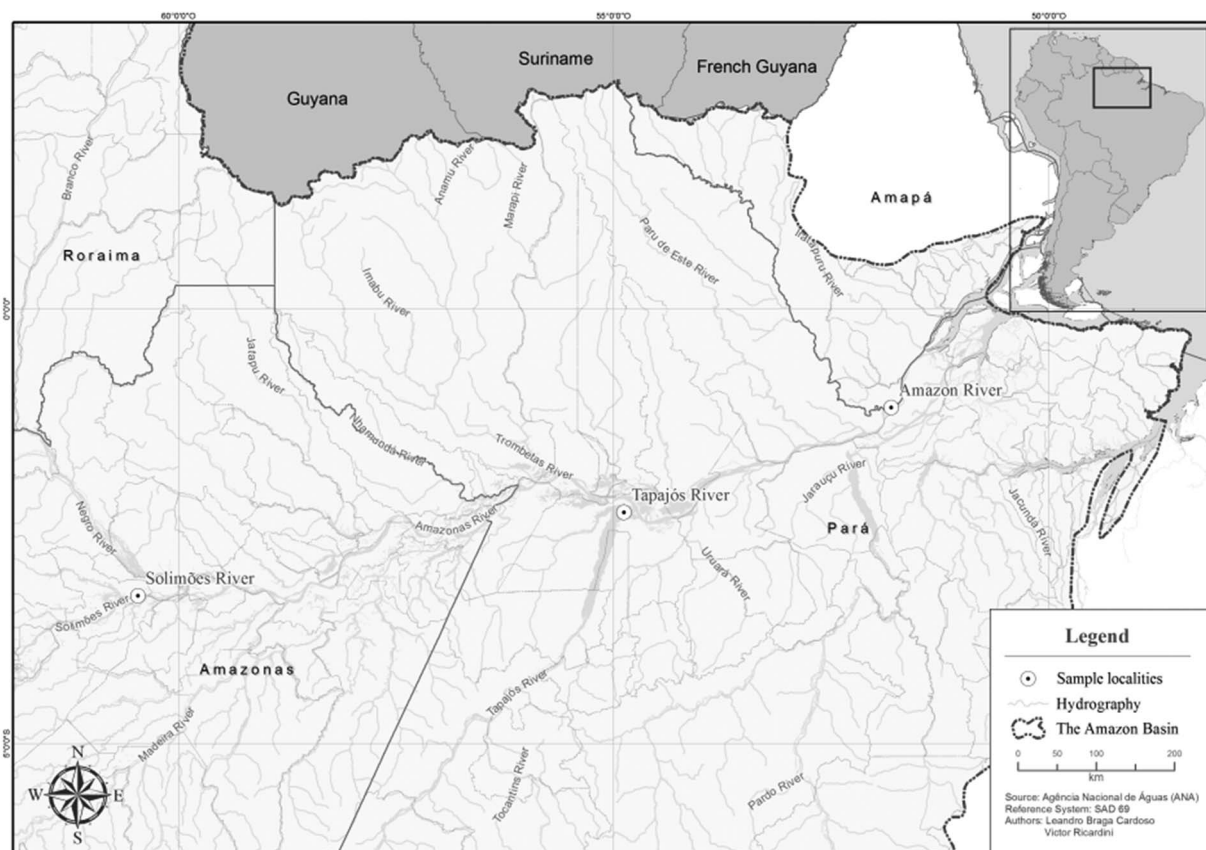 60°0'0"O
55°0'0"O
50°0'0"O
Suriname
French Guyana
Guyana
Branco River
Anamu River
Marapi River
Amapá
Paru de Este River
Iratapuru River
Roraima
Imabu River
0°0'0"
Jatapu River
Amazon River
Nhamundá River
Trombetas River
Jarauçu River
Tapajós River
Jacundá River
Negro River
Amazonas River
Pará
Uruará River
Solimões River
Solimões River
Amazonas
Tapajós River
Madeira River
5°0'0"S
Tocantins River
Pardo River
N
W E
S
Legend
Sample localities
Hydrography
The Amazon Basin
0 50 100 200
km
Source: Agência Nacional de Águas (ANA)
Reference System: SAD 69
Authors: Leandro Braga Cardoso
Victor Ricardini